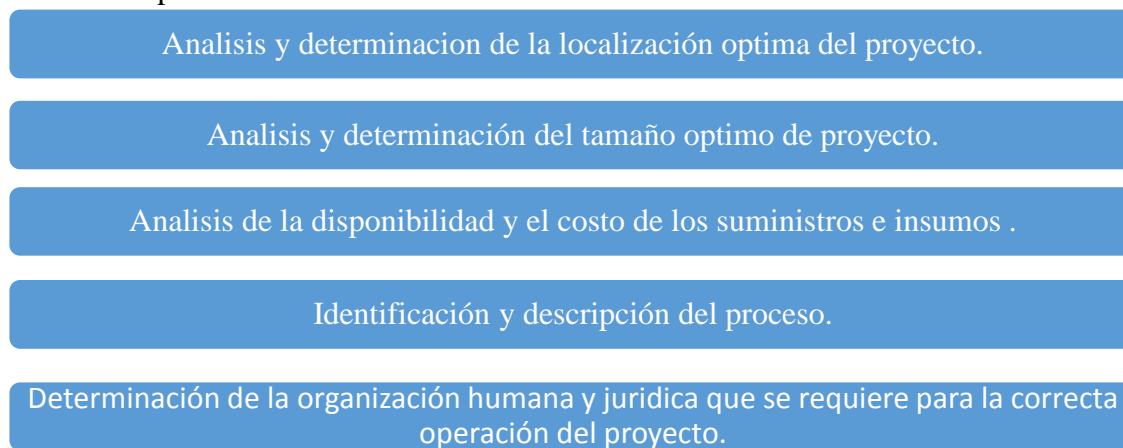 Analisis y determinacion de la localización optima del proyecto.
Analisis y determinación del tamaño optimo de proyecto.
Analisis de la disponibilidad y el costo de los suministros e insumos .
Identificación y descripción del proceso.
Determinación de la organización humana y juridica que se requiere para la correcta
operación del proyecto.